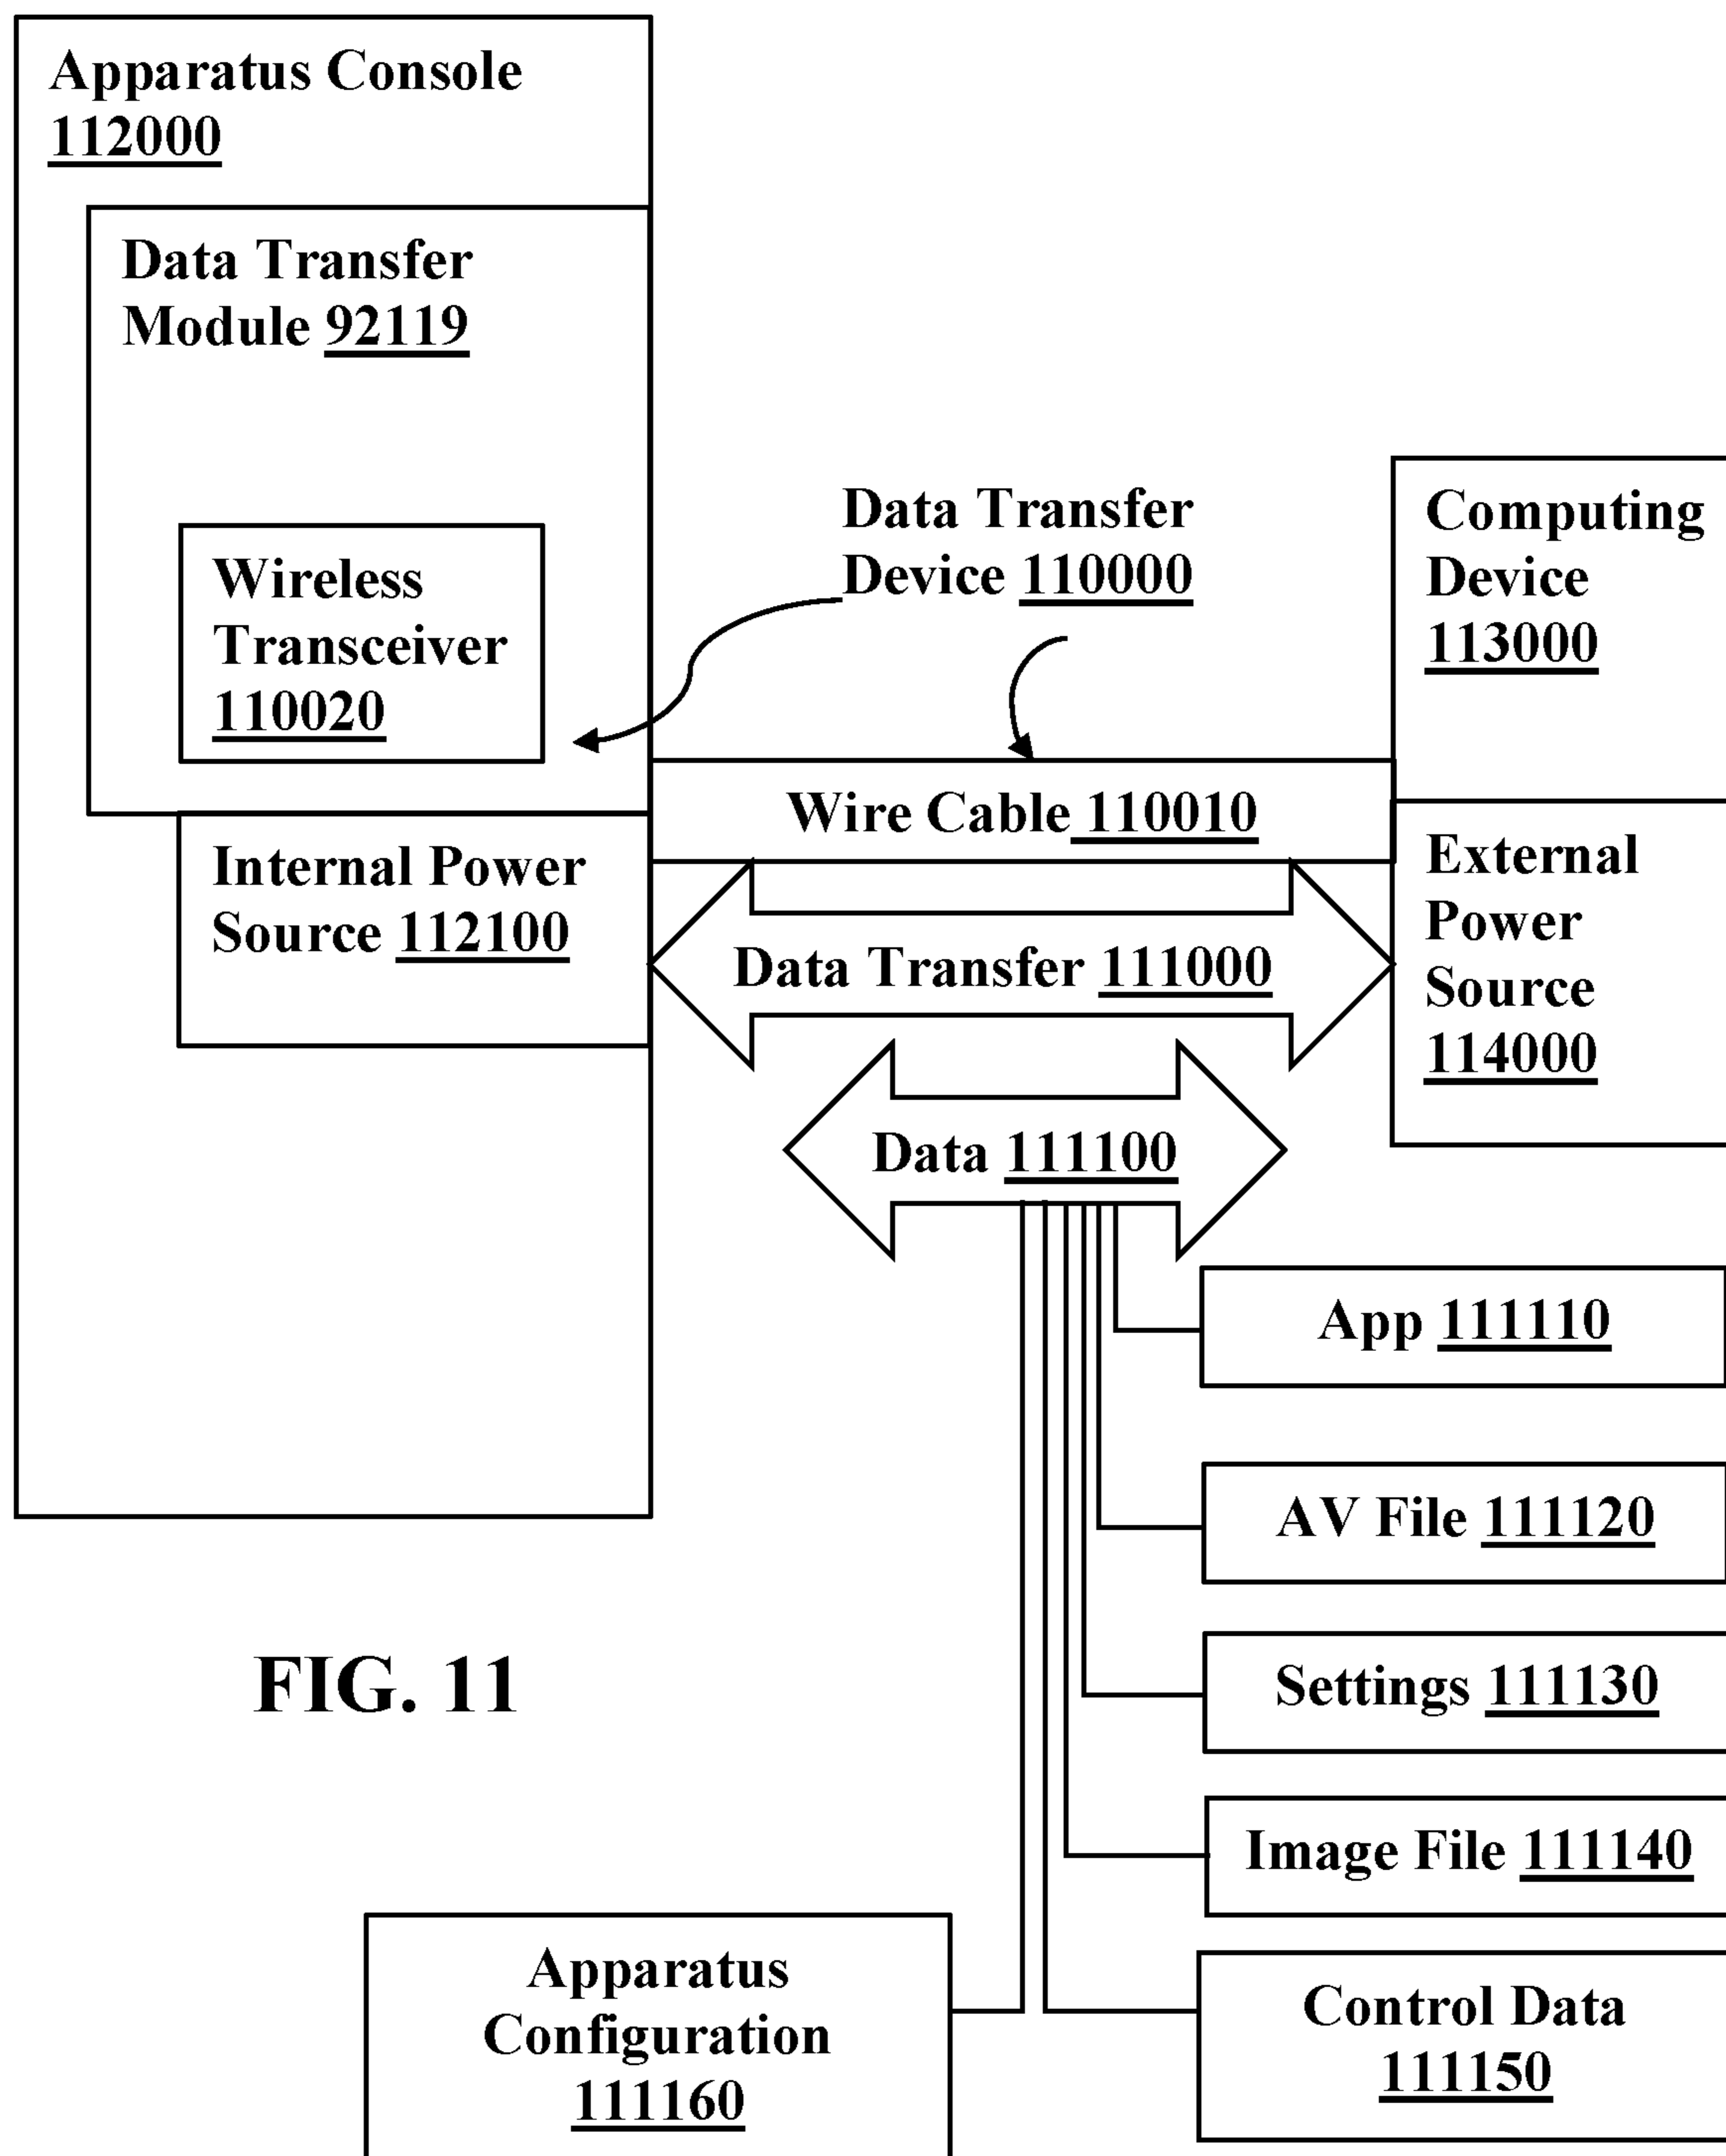 Apparatus Console
112000
Data Transfer
Module 92119
Wireless
Transceiver
110020
Internal Power
Source 112100
Data Transfer
Device 110000
Computing
Device
113000
Wire Cable 110010
External
Power
Source
114000
Data Transfer 111000
Data 111100
App 111110
AV File 111120
Settings 111130
Image File 111140
Control Data
111150
Apparatus
Configuration
111160
FIG. 11